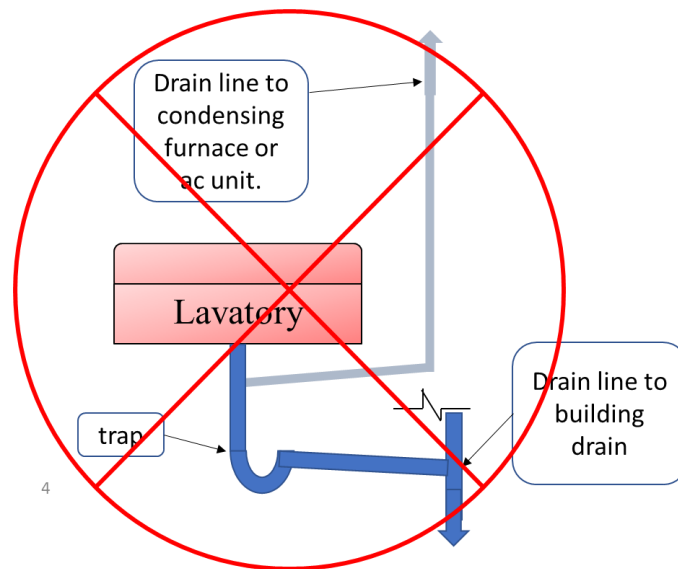 Drain line to
condensing
furnace or
ac unit.
Lavatory
Drain line to
building
drain
trap
4